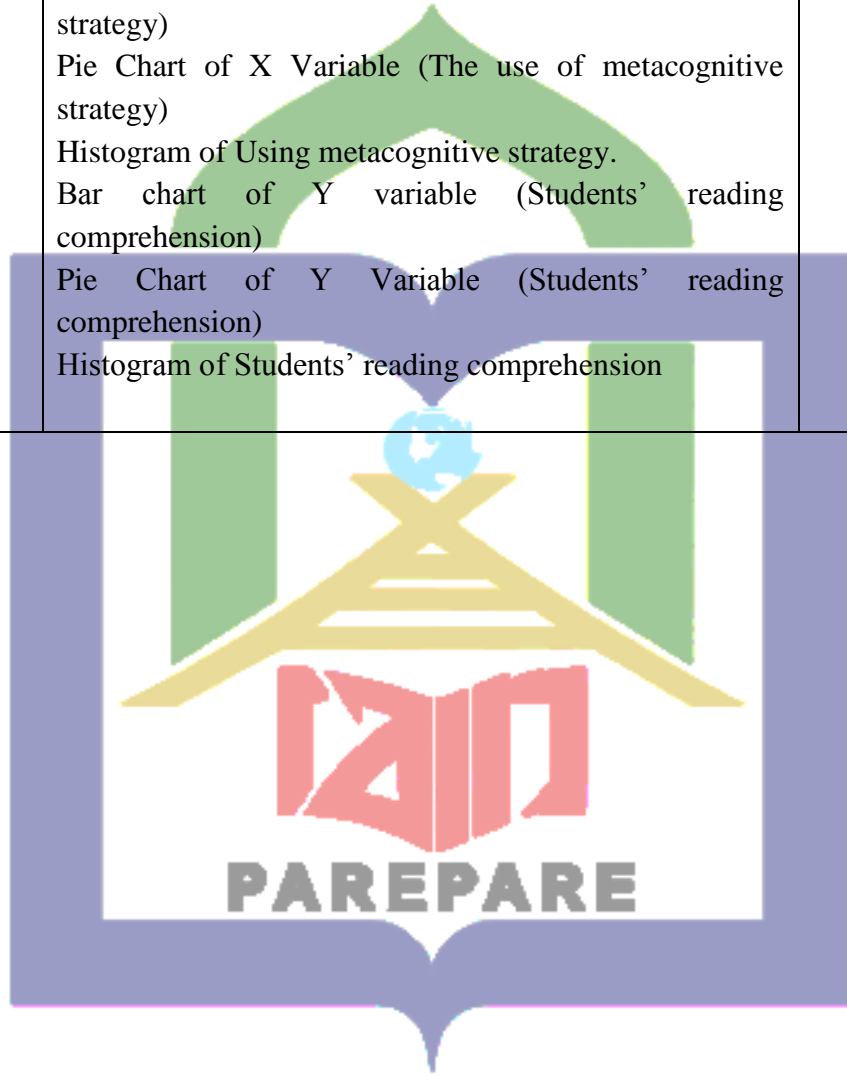 strategy)
Pie Chart of X Variable (The use of metacognitive
strategy)
Histogram of Using metacognitive strategy.
Bar chart of Y variable (Students’ reading
comprehension)
Pie Chart of Y Variable (Students’ reading
comprehension)
Histogram of Students’ reading comprehension
iain
PAREPARE